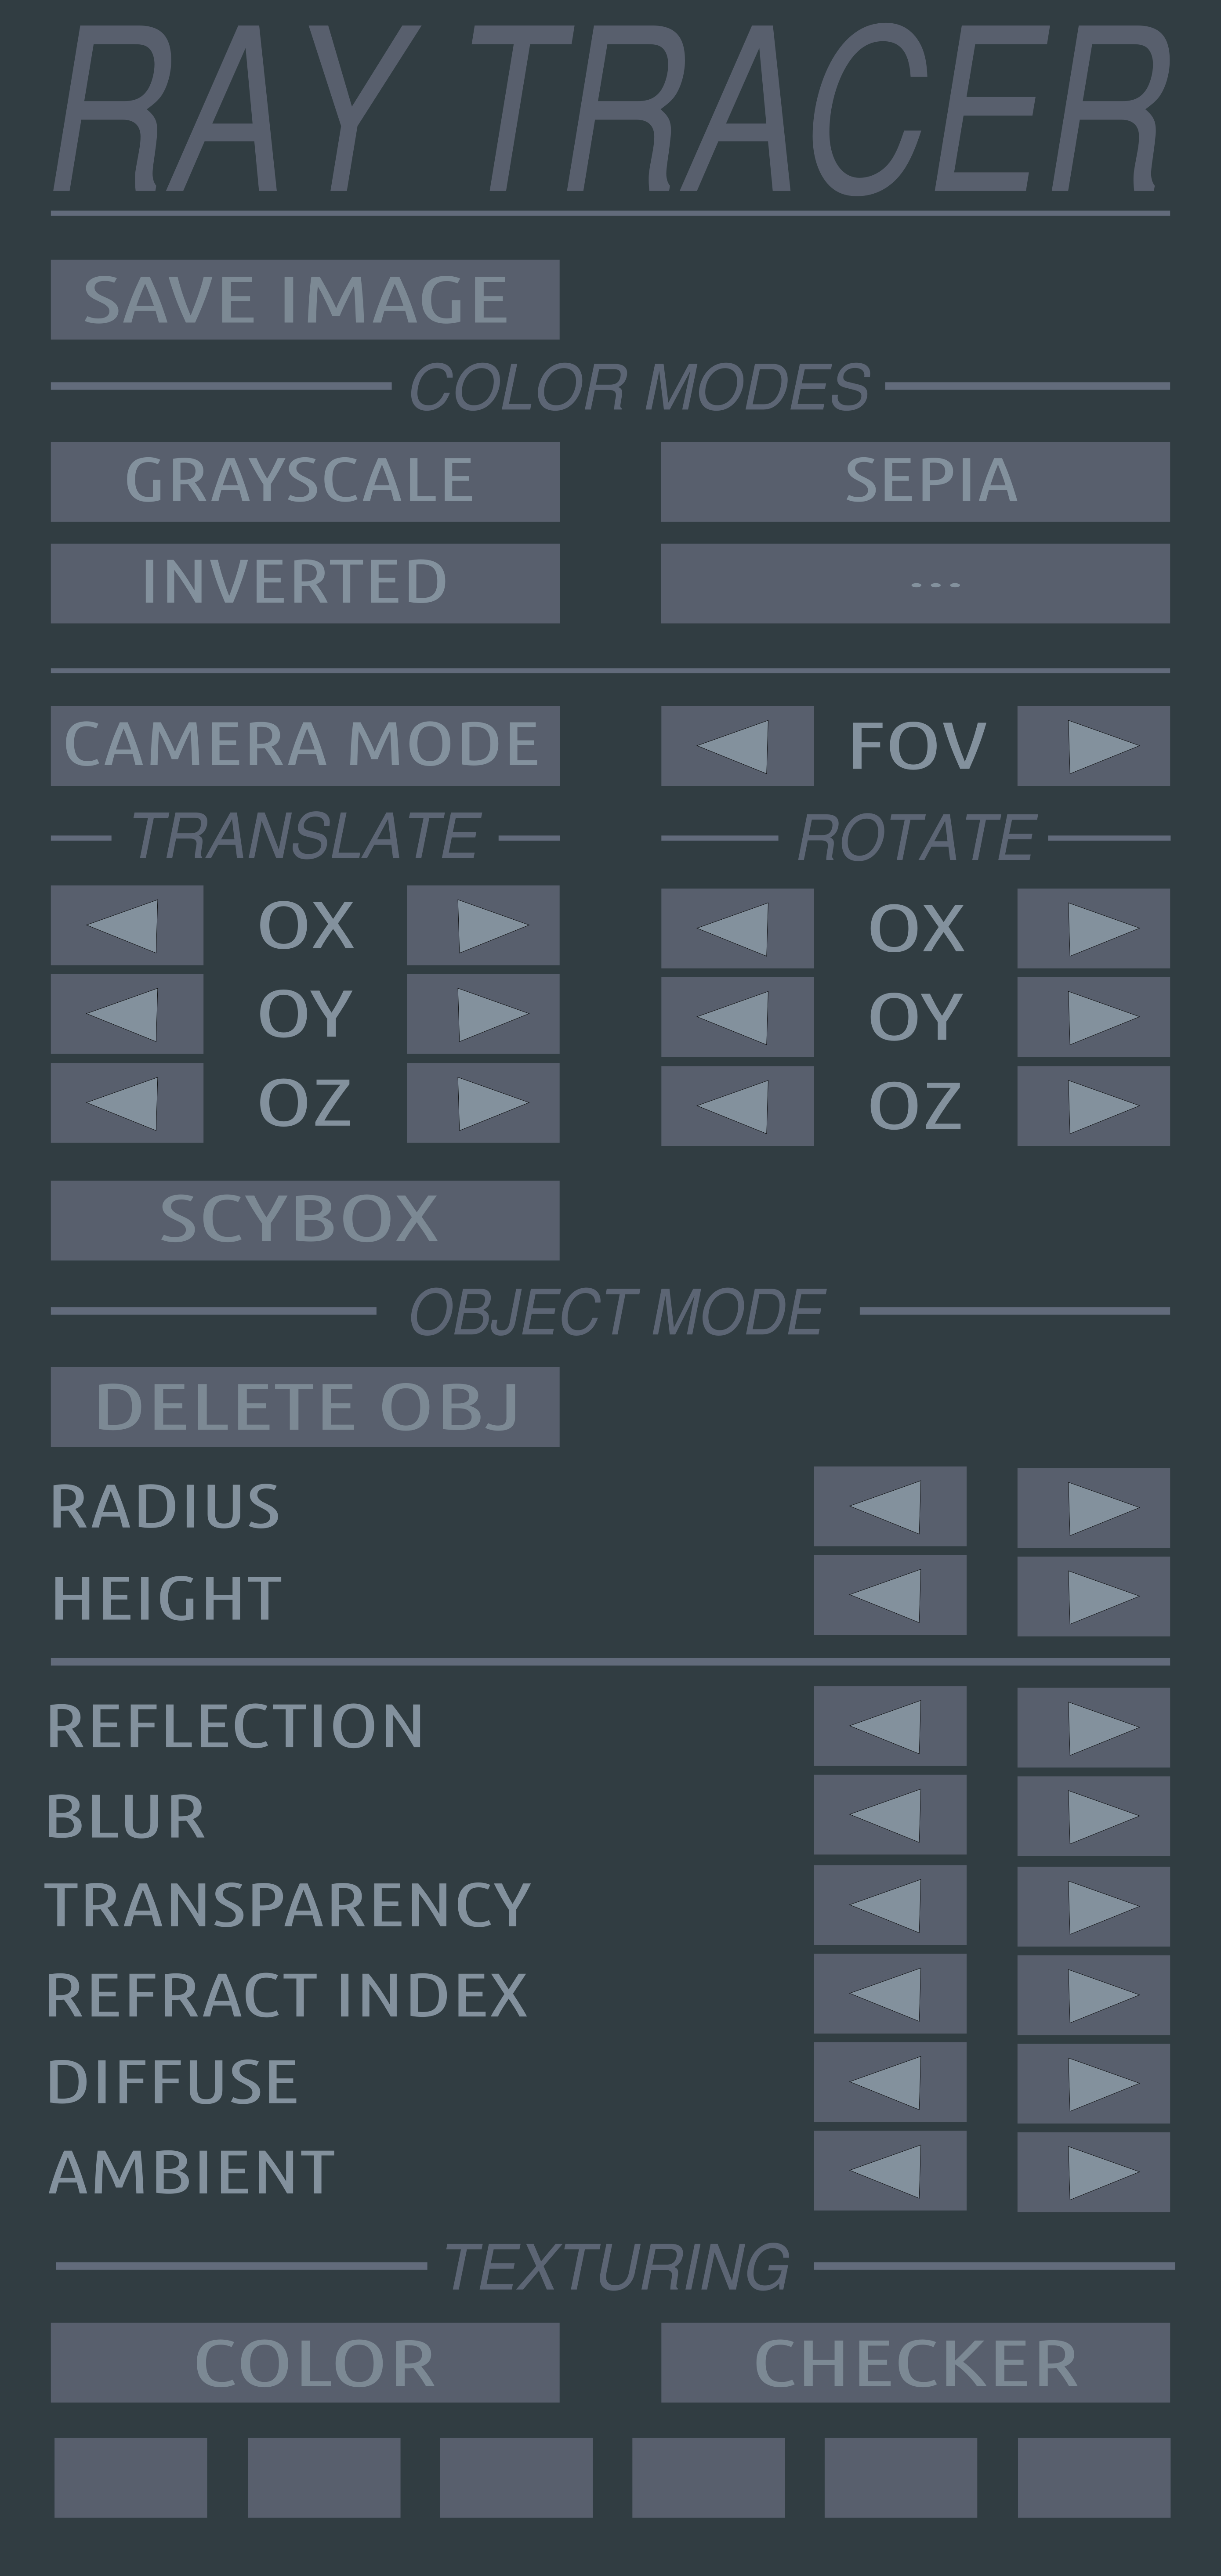 RAY TRACER
SAVE IMAGE
COLOR MODES
GRAYSCALE SEPIA
INVERTED ---
CAMERA MODE FOV
TRANSLATE ROTATE
OX OX
OY OY
OZ OZ
SCYBOX
OBJECT MODE
DELETE OBJ
RADIUS
HEIGHT
REFLECTION
BLUR
TRANSPARENCY
REFRACT INDEX
DIFFUSE
AMBIENT
TEXTURING
COLOR CHECKER